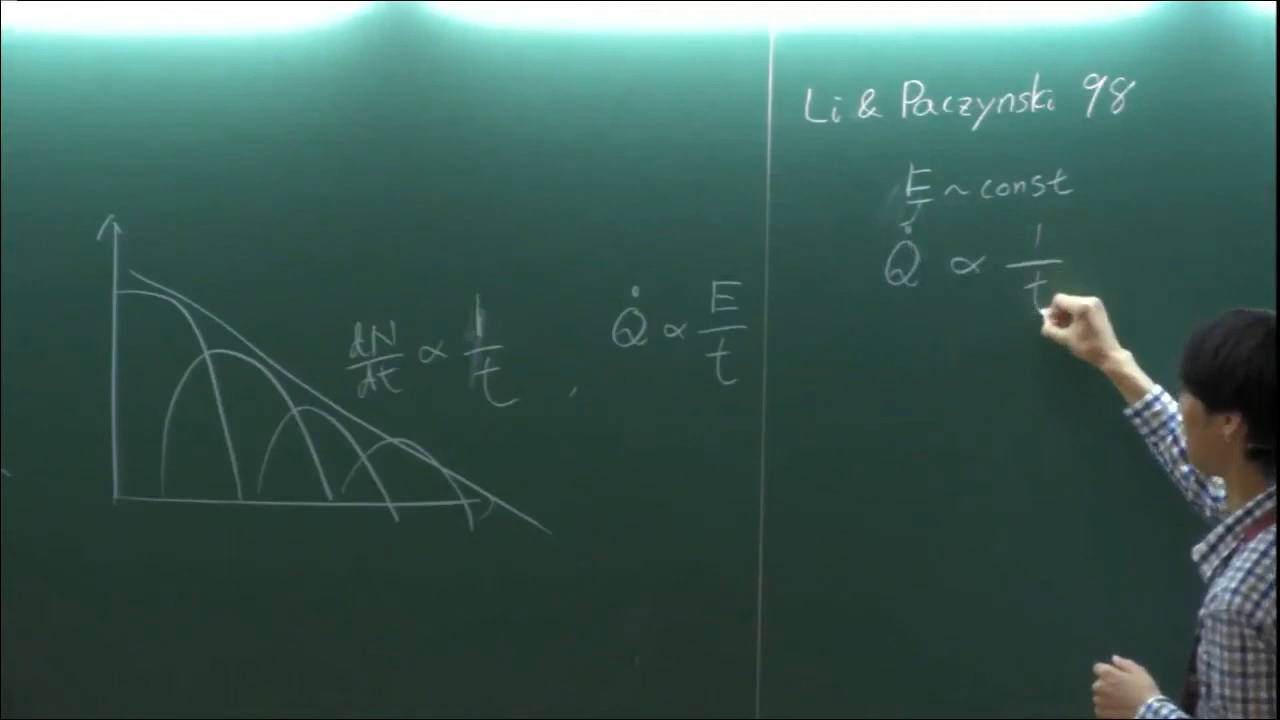 dN/dt ∝ 1/t , Q̇ ∝ E/t
Li & Paczynski 98
E ~ const
Q̇ ∝ 1/t